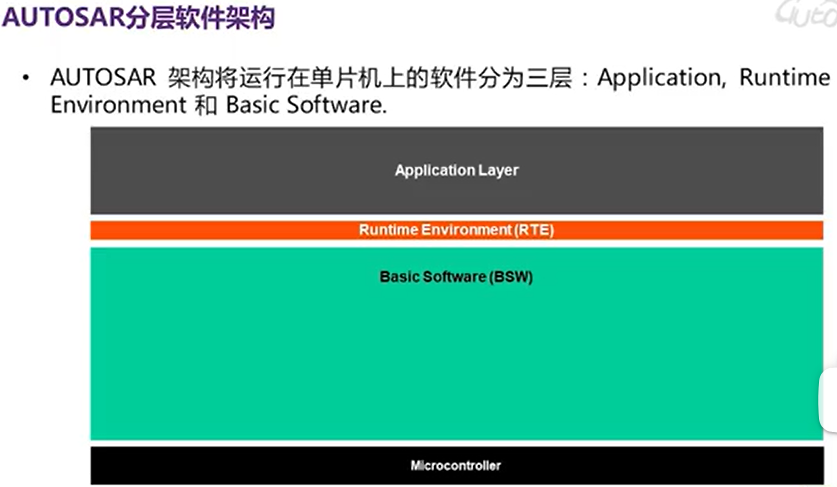 AUTOSAR分层软件架构
• AUTOSAR 架构将运行在单片机上的软件分为三层：Application, Runtime
Environment 和 Basic Software.
Application Layer
Runtime Environment (RTE)
Basic Software (BSW)
Microcontroller